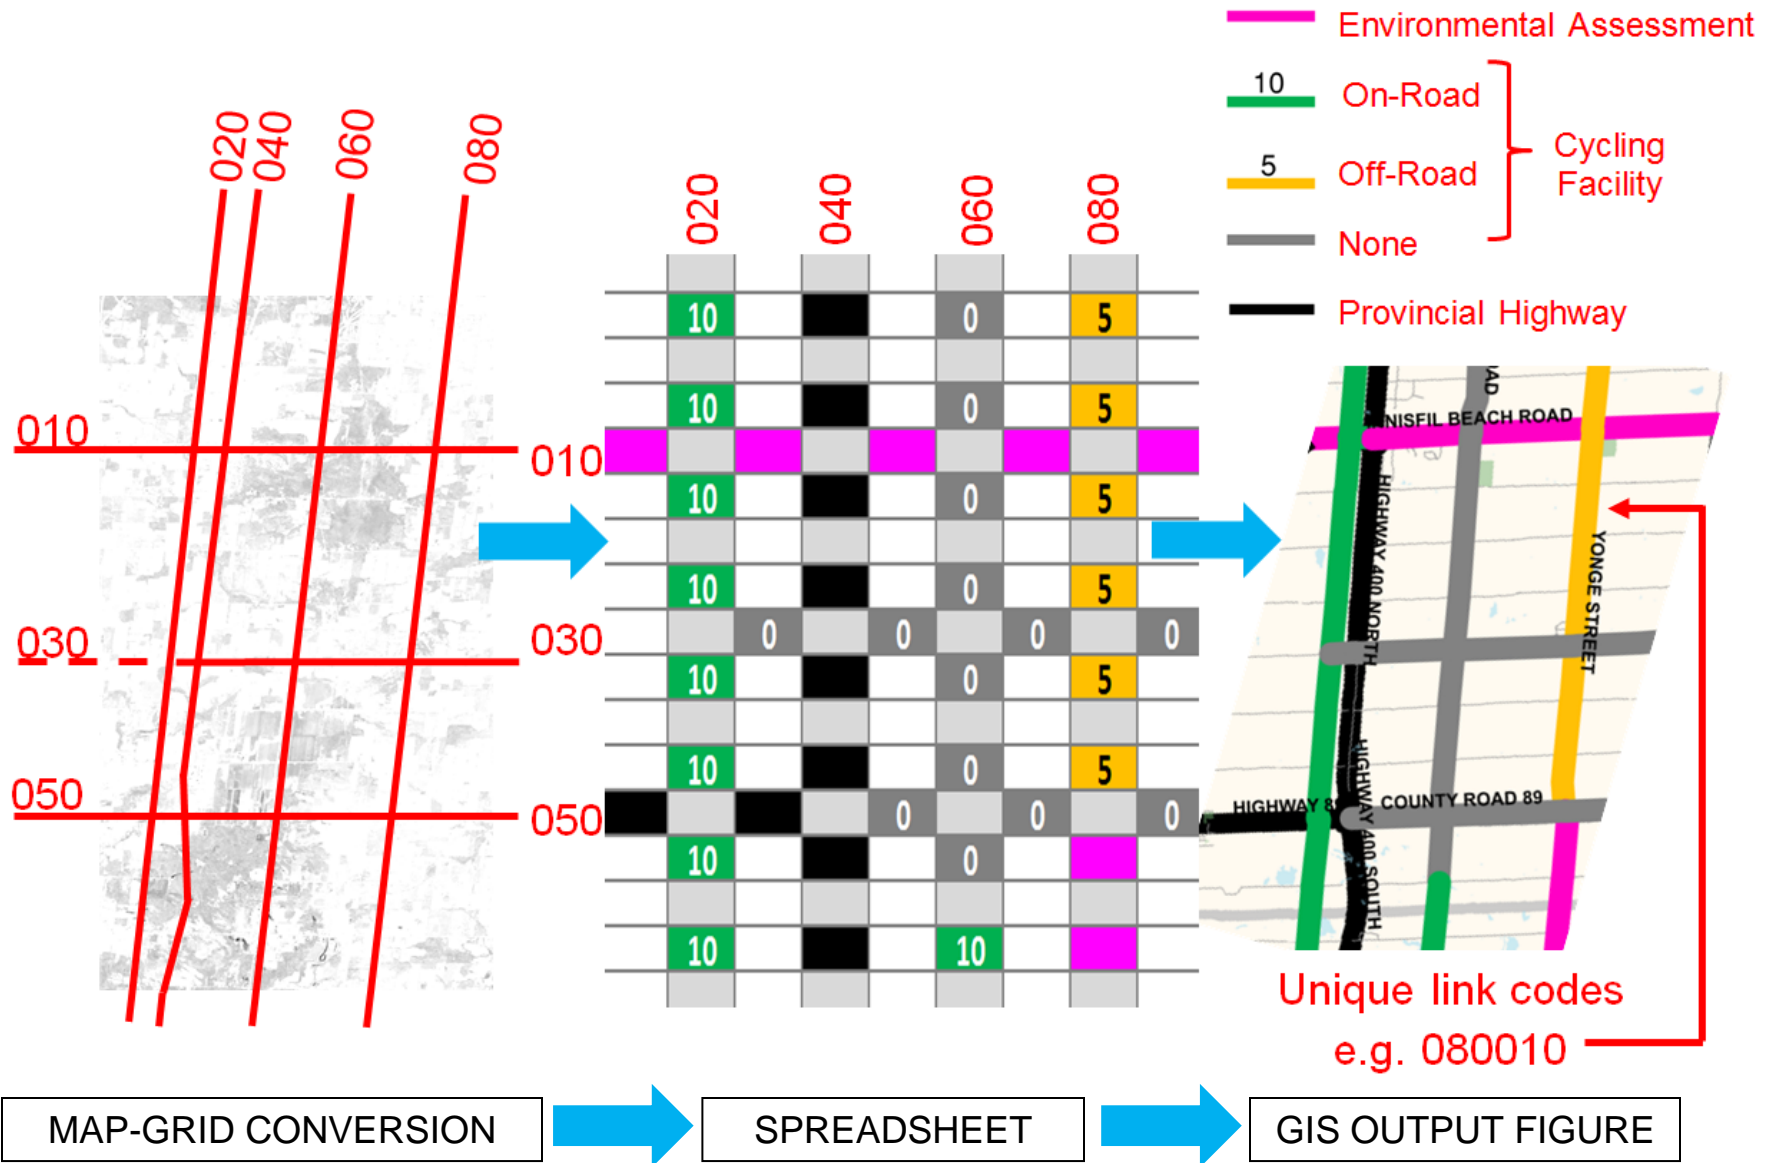 Environmental Assessment
10
On-Road
5
Off-Road
Cycling
Facility
None
Provincial Highway
020
040
060
080
010
030
050
020
040
060
080
10 0 5
10 0 5
010
10 0 5
10 0 5
030 0 0 0 0
10 0 5
10 0 5
050 0 0 0
10 0
10 10
OAD
NISFIL BEACH ROAD
HIGHWAY 400 NORTH
YONGE STREET
HIGHWAY 8
COUNTY ROAD 89
HIGHWAY 400 SOUTH
Unique link codes
e.g. 080010
MAP-GRID CONVERSION
SPREADSHEET
GIS OUTPUT FIGURE